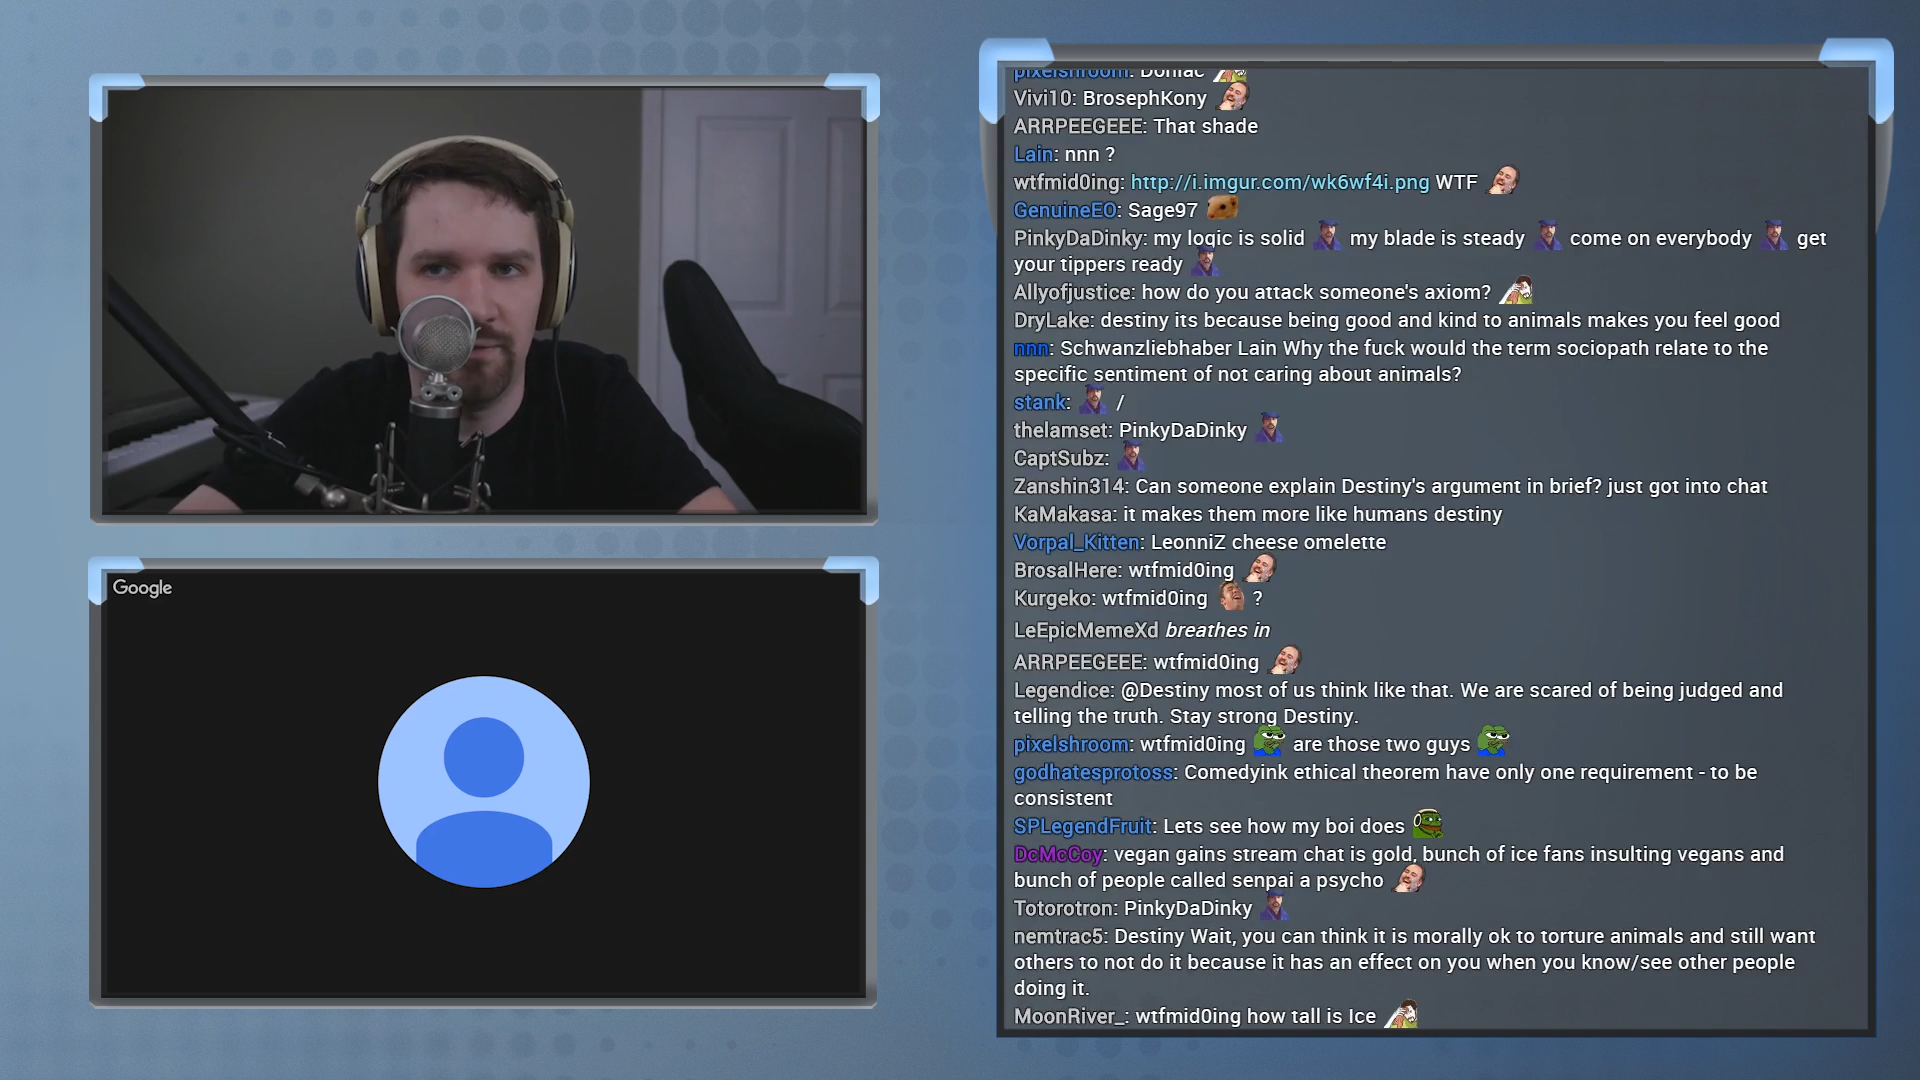 Google
pixelshroom: Doniac
Vivi10: BrosephKony
ARRPEEGEEE: That shade
Lain: nnn ?
wtfmid0ing: http://i.imgur.com/wk6wf4i.png WTF
GenuineEO: Sage97
PinkyDaDinky: my logic is solid my blade is steady come on everybody get
your tippers ready
Allyofjustice: how do you attack someone's axiom?
DryLake: destiny its because being good and kind to animals makes you feel good
nnn: Schwanzliebhaber Lain Why the fuck would the term sociopath relate to the
specific sentiment of not caring about animals?
stank: /
thelamset: PinkyDaDinky
CaptSubz:
Zanshin314: Can someone explain Destiny's argument in brief? just got into chat
KaMakasa: it makes them more like humans destiny
Vorpal_Kitten: LeonniZ cheese omelette
BrosalHere: wtfmid0ing
Kurgeko: wtfmid0ing ?
LeEpicMemeXd breathes in
ARRPEEGEEE: wtfmid0ing
Legendice: @Destiny most of us think like that. We are scared of being judged and
telling the truth. Stay strong Destiny.
pixelshroom: wtfmid0ing are those two guys
godhatesprotoss: Comedyink ethical theorem have only one requirement - to be
consistent
SPLegendFruit: Lets see how my boi does
DcMcCoy: vegan gains stream chat is gold, bunch of ice fans insulting vegans and
bunch of people called senpai a psycho
Totorotron: PinkyDaDinky
nemtrac5: Destiny Wait, you can think it is morally ok to torture animals and still want
others to not do it because it has an effect on you when you know/see other people
doing it.
MoonRiver_: wtfmid0ing how tall is Ice